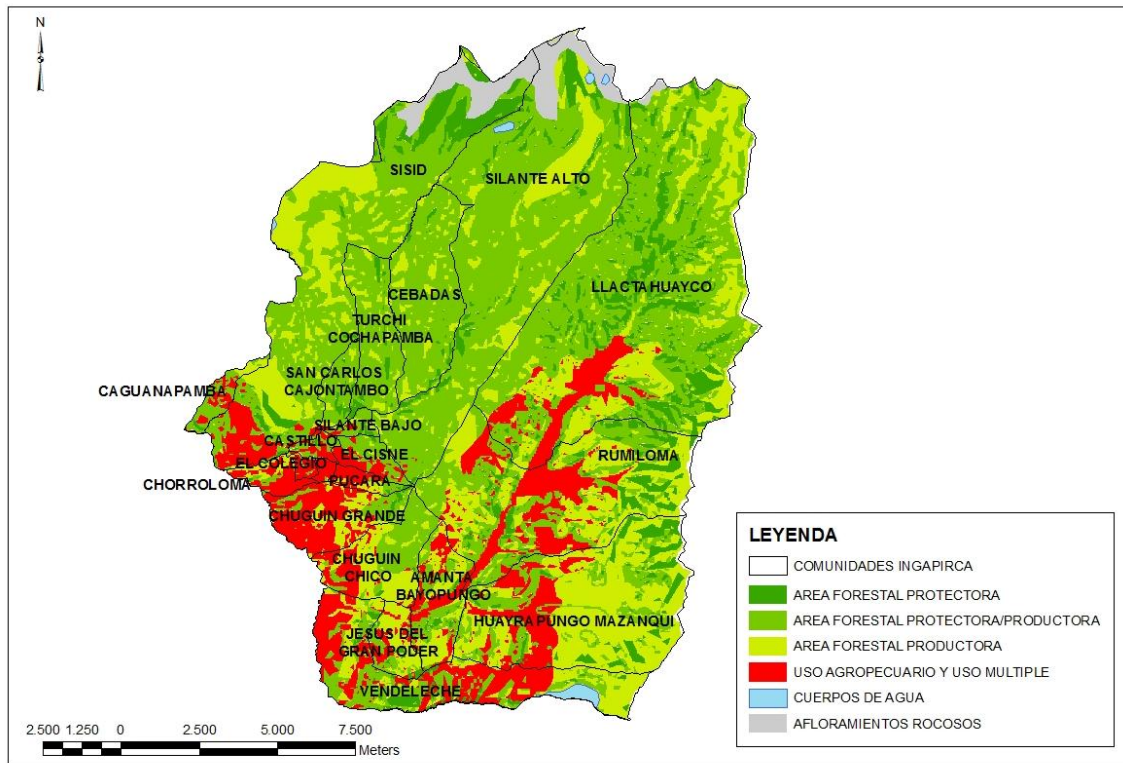 N
SISID
SILANTE ALTO
CEBADAS
LLACTAHUAYCO
TURCHI
COCHAPAMBA
SAN CARLOS
CAJONTAMBO
CAGUANAPAMBA
SILANTE BAJO
CASTILLO
EL CISNE
RUMILOMA
EL COLEGIO
PUCARA
CHORROLOMA
CHUGUIN GRANDE
CHUGUIN
CHICO
AMANTA
BAYOPUNGO
HUAYRAPUNGO MAZANQUI
JESUS DEL
GRAN PODER
VENDELECHE
2.500 1.250 0 2.500 5.000 7.500
Meters
LEYENDA
COMUNIDADES INGAPIRCA
AREA FORESTAL PROTECTORA
AREA FORESTAL PROTECTORA/PRODUCTORA
AREA FORESTAL PRODUCTORA
USO AGROPECUARIO Y USO MULTIPLE
CUERPOS DE AGUA
AFLORAMIENTOS ROCOSOS